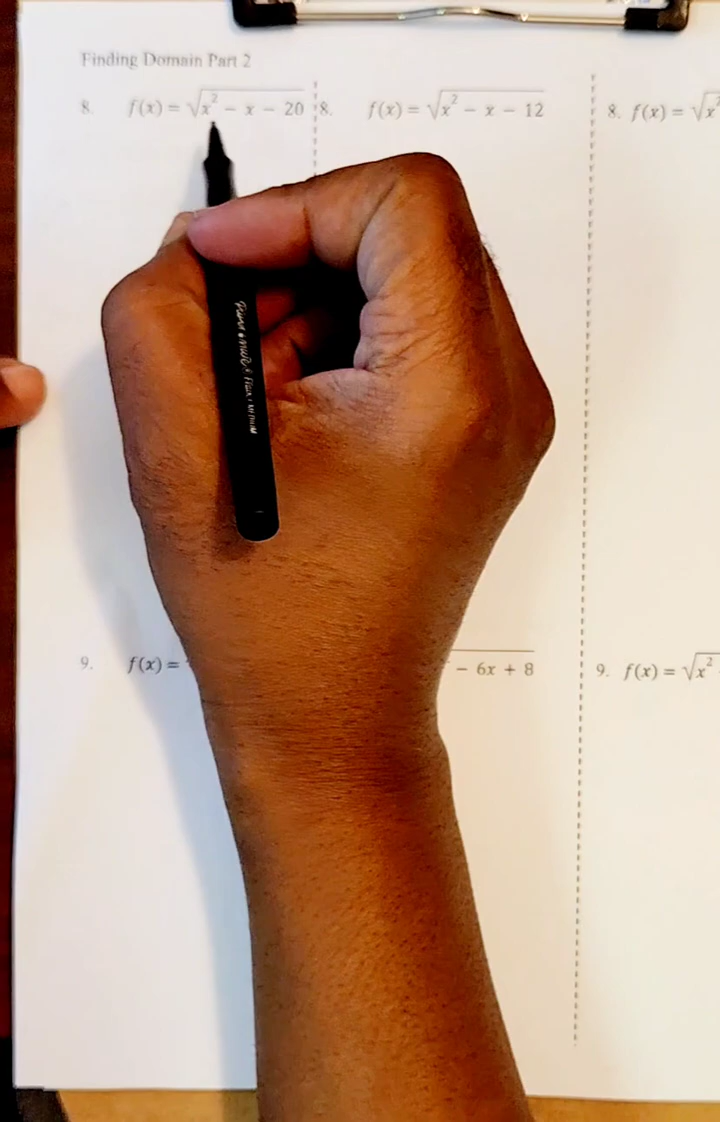 Finding Domain Part 2
8. f(x) = √x² − x − 20
8. f(x) = √x² − x − 12
8. f(x) = √x²
9. f(x) =
− 6x + 8
9. f(x) = √x²